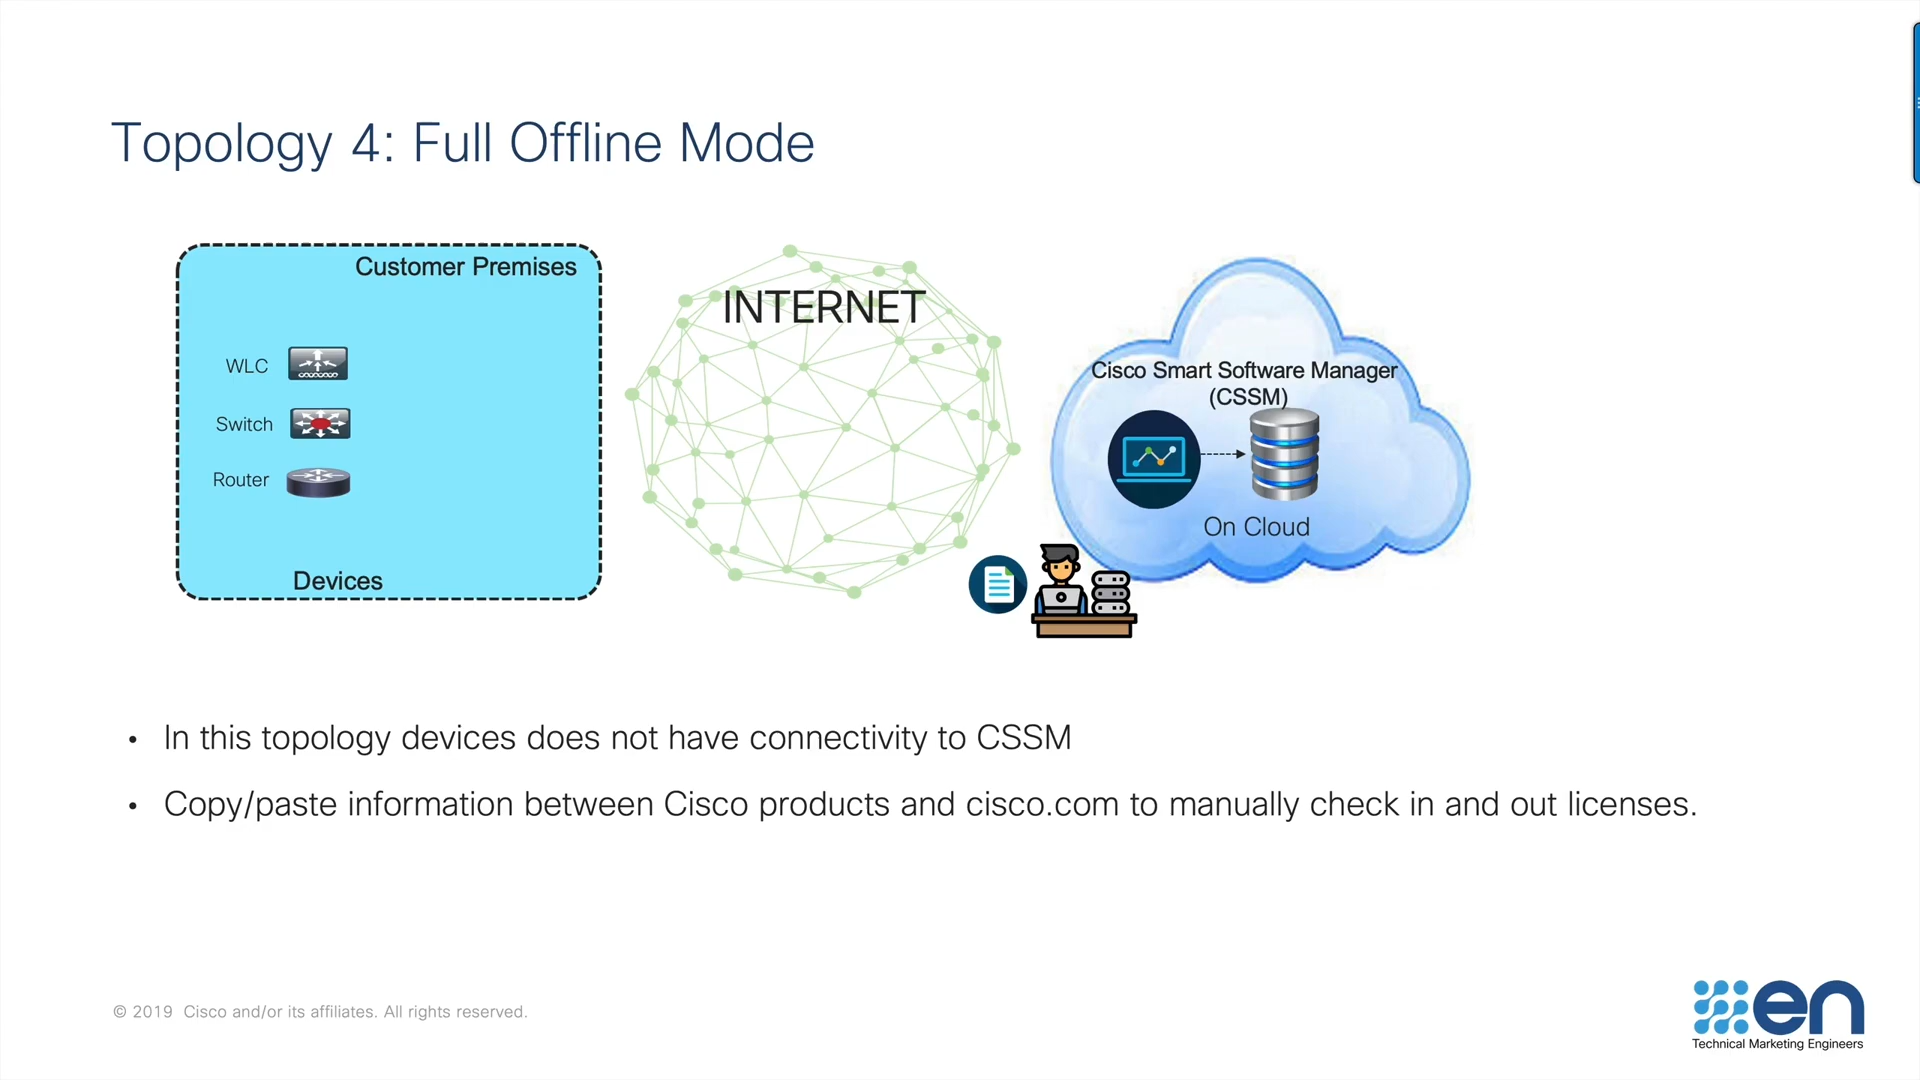 Topology 4: Full Offline Mode
Customer Premises
INTERNET
WLC
Switch
Router
Devices
Cisco Smart Software Manager
(CSSM)
On Cloud
• In this topology devices does not have connectivity to CSSM
• Copy/paste information between Cisco products and cisco.com to manually check in and out licenses.
© 2019 Cisco and/or its affiliates. All rights reserved.
en
Technical Marketing Engineers